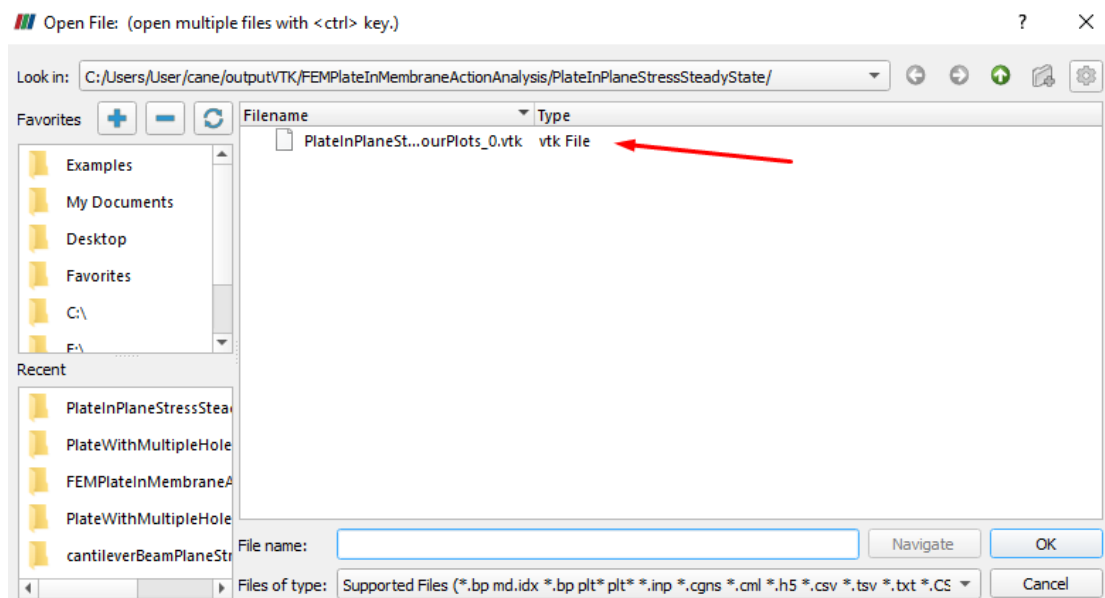 Open File: (open multiple files with <ctrl> key.)
Look in: C:/Users/User/cane/outputVTK/FEMPlateInMembraneActionAnalysis/PlateInPlaneStressSteadyState/
Favorites
Filename Type
PlateInPlaneSt...ourPlots_0.vtk vtk File
Examples
My Documents
Desktop
Favorites
C:\
E:\
Recent
PlateInPlaneStressStea
PlateWithMultipleHole
FEMPlateInMembraneA
PlateWithMultipleHole
cantileverBeamPlaneStr
File name: Navigate OK
Files of type: Supported Files (*.bp md.idx *.bp plt* plt* *.inp *.cgns *.cml *.h5 *.csv *.tsv *.txt *.CS Cancel